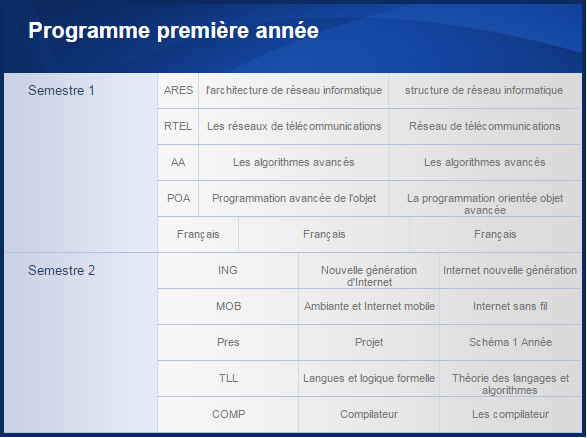 Programme première année
Semestre 1
ARES l'architecture de réseau informatique structure de réseau informatique
RTEL Les réseaux de télécommunications Réseau de télécommunications
AA Les algorithmes avancés Les algorithmes avancés
POA Programmation avancée de l'objet La programmation orientée objet avancée
Français Français Français
Semestre 2
ING Nouvelle génération d'Internet Internet nouvelle génération
MOB Ambiante et Internet mobile Internet sans fil
Pres Projet Schéma 1 Année
TLL Langues et logique formelle Théorie des langages et algorithmes
COMP Compilateur Les compilateur